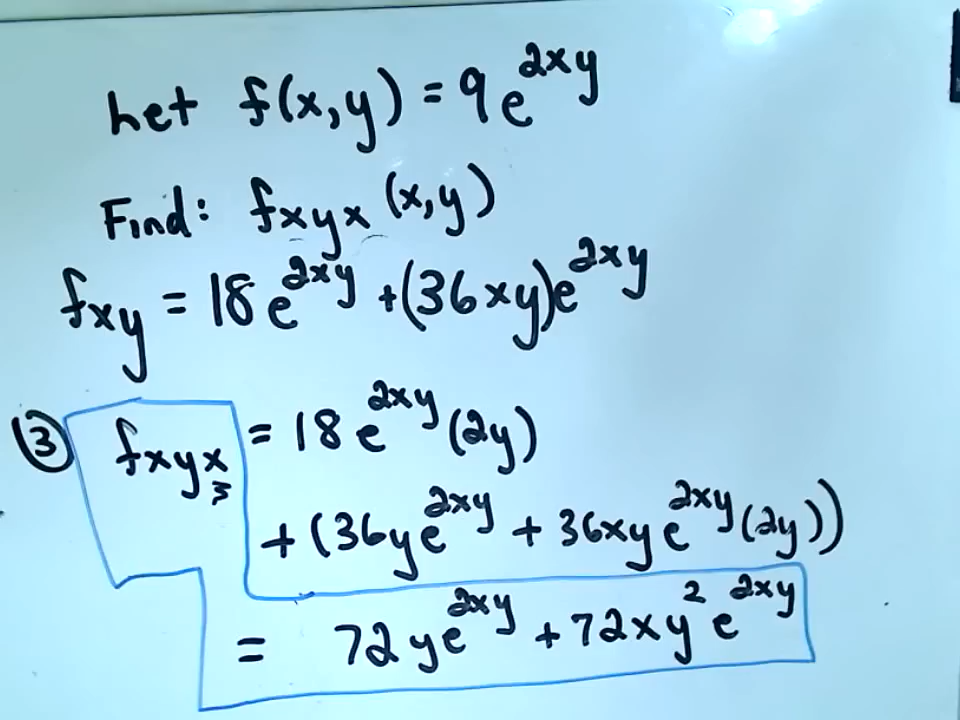 Let f(x,y) = 9e^{2xy}
Find: f_{xyx}(x,y)
f_{xy} = 18e^{2xy} + (36xy)e^{2xy}
③ f_{xyx} = 18e^{2xy}(2y)
+ (36ye^{2xy} + 36xye^{2xy}(2y))
= 72ye^{2xy} + 72xy^2e^{2xy}